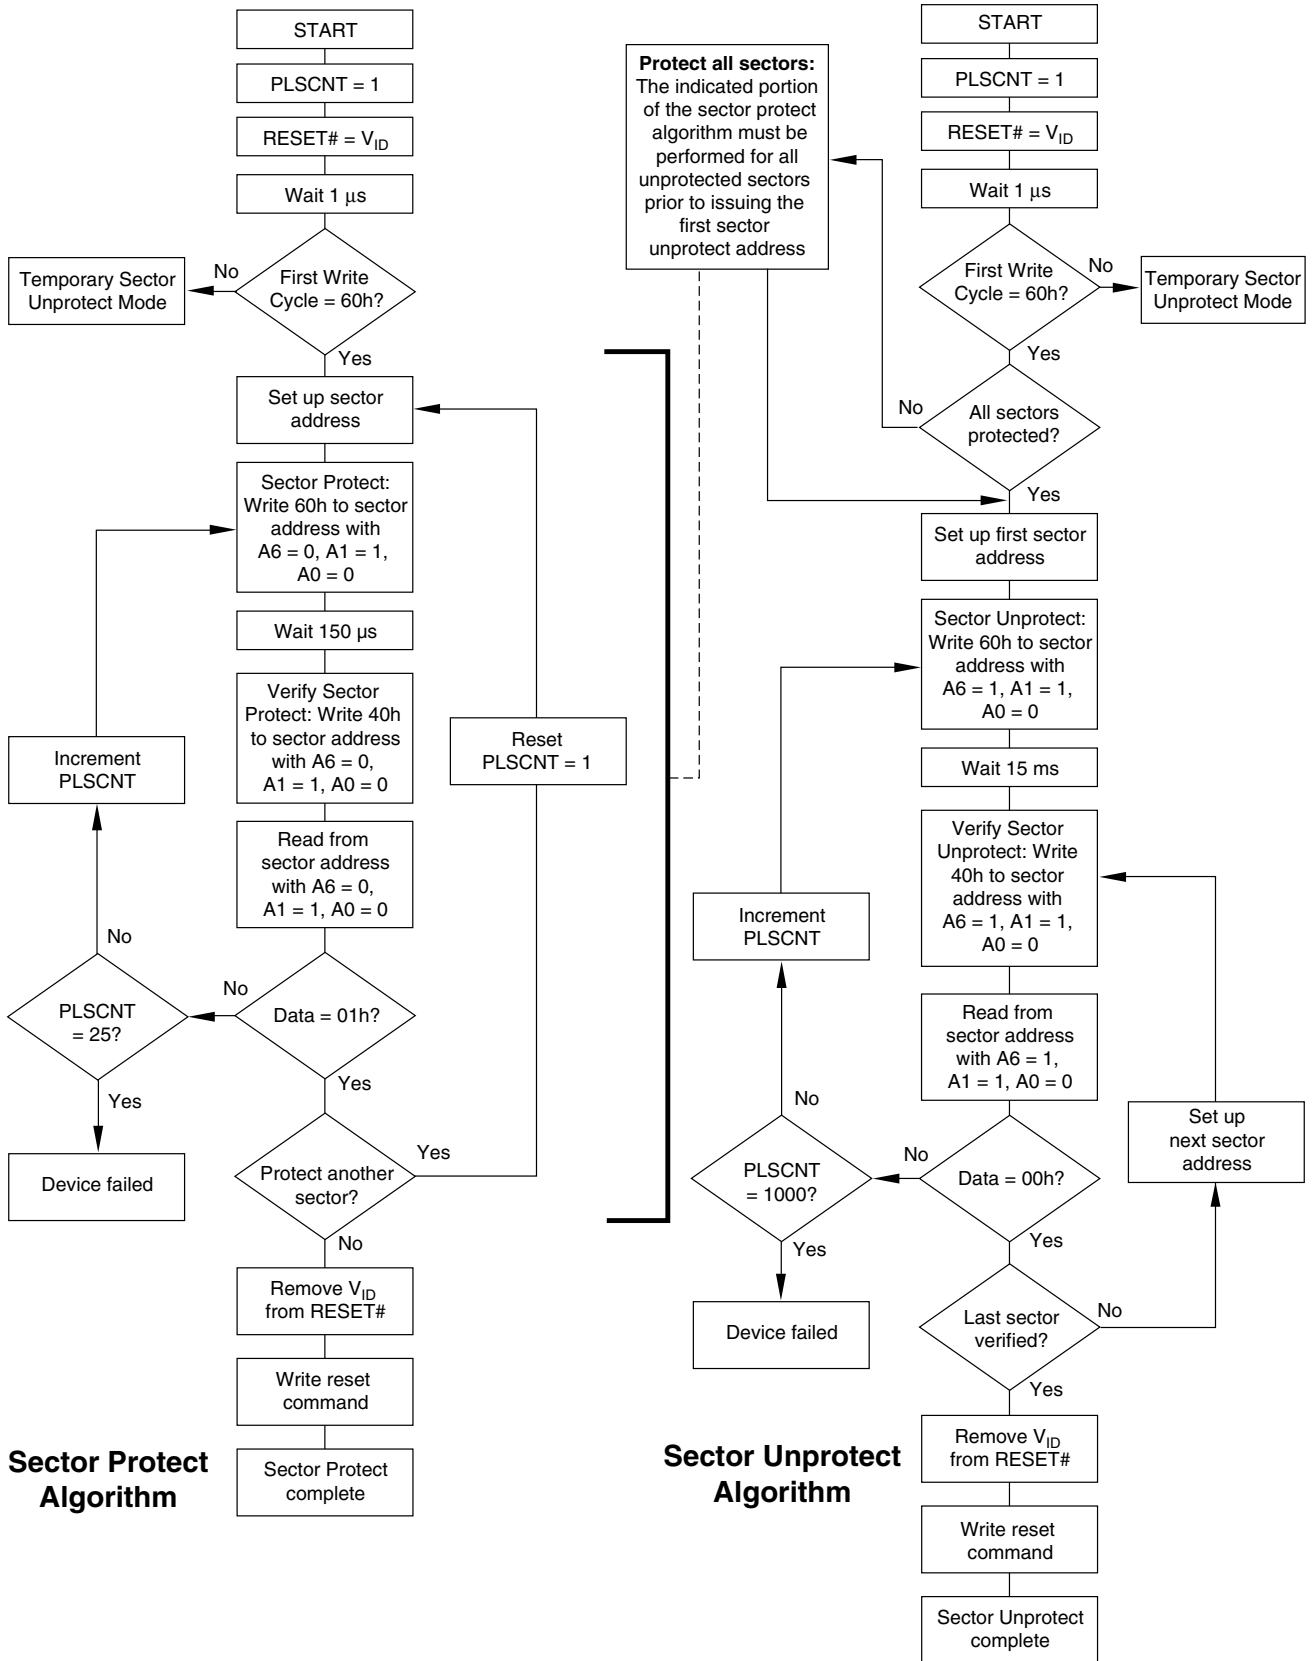 START
PLSCNT = 1
RESET# = VID
Wait 1 μs
First Write
Cycle = 60h?
No
Temporary Sector
Unprotect Mode
Yes
Set up sector
address
Sector Protect:
Write 60h to sector
address with
A6 = 0, A1 = 1,
A0 = 0
Wait 150 µs
Verify Sector
Protect: Write 40h
to sector address
with A6 = 0,
A1 = 1, A0 = 0
Reset
PLSCNT = 1
Increment
PLSCNT
Read from
sector address
with A6 = 0,
A1 = 1, A0 = 0
No
PLSCNT
= 25?
No
Data = 01h?
Yes
Yes
Device failed
Protect another
sector?
Yes
No
Remove VID
from RESET#
Write reset
command
Sector Protect
complete
Sector Protect
Algorithm
Protect all sectors:
The indicated portion
of the sector protect
algorithm must be
performed for all
unprotected sectors
prior to issuing the
first sector
unprotect address
START
PLSCNT = 1
RESET# = VID
Wait 1 μs
First Write
Cycle = 60h?
No
Temporary Sector
Unprotect Mode
Yes
No
All sectors
protected?
Yes
Set up first sector
address
Sector Unprotect:
Write 60h to sector
address with
A6 = 1, A1 = 1,
A0 = 0
Wait 15 ms
Verify Sector
Unprotect: Write
40h to sector
address with
A6 = 1, A1 = 1,
A0 = 0
Increment
PLSCNT
Read from
sector address
with A6 = 1,
A1 = 1, A0 = 0
No
Set up
next sector
address
PLSCNT
= 1000?
No
Data = 00h?
Yes
Yes
Device failed
Last sector
verified?
No
Yes
Remove VID
from RESET#
Write reset
command
Sector Unprotect
complete
Sector Unprotect
Algorithm